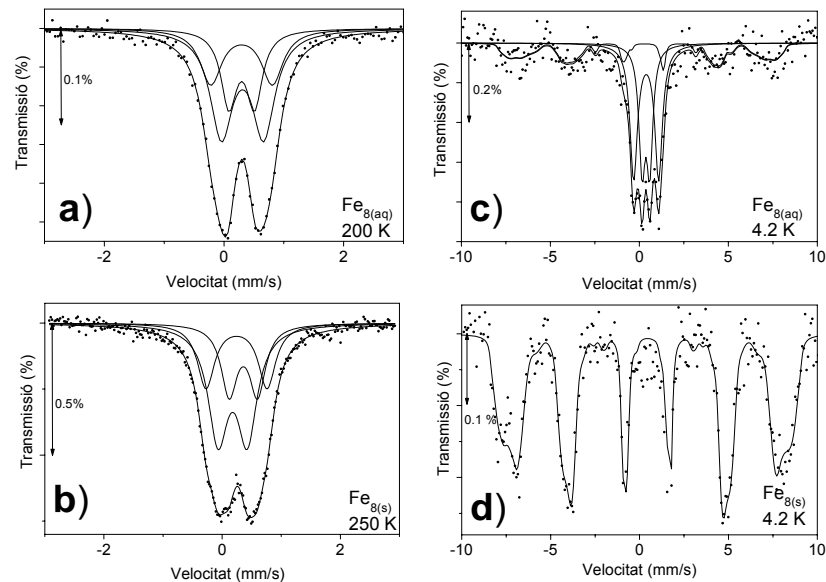 a)
Transmissió (%)
0.1%
Fe8(aq)
200 K
-2 0 2
Velocitat (mm/s)
c)
Transmissió (%)
0.2%
Fe8(aq)
4.2 K
-10 -5 0 5 10
Velocitat (mm/s)
b)
Transmissió (%)
0.5%
Fe8(s)
250 K
-2 0 2
Velocitat (mm/s)
d)
Transmissió (%)
0.1 %
Fe8(s)
4.2 K
-10 -5 0 5 10
Velocitat (mm/s)